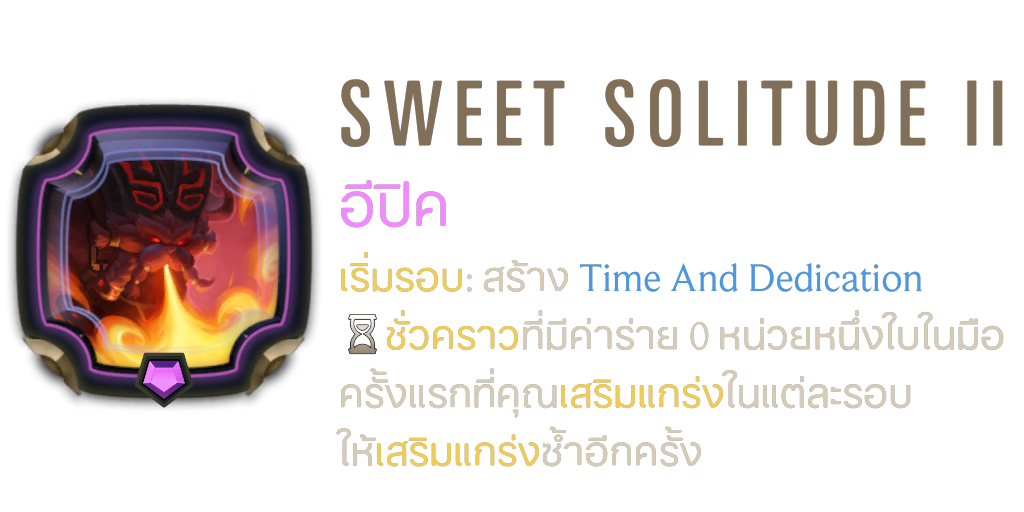 SWEET SOLITUDE II
อีปิค
เริ่มรอบ: สร้าง Time And Dedication
ชั่วคราวที่มีค่าร่าย 0 หน่วยหนึ่งใบในมือ
ครั้งแรกที่คุณเสริมแกร่งในแต่ละรอบ
ให้เสริมแกร่งซ้ำอีกครั้ง